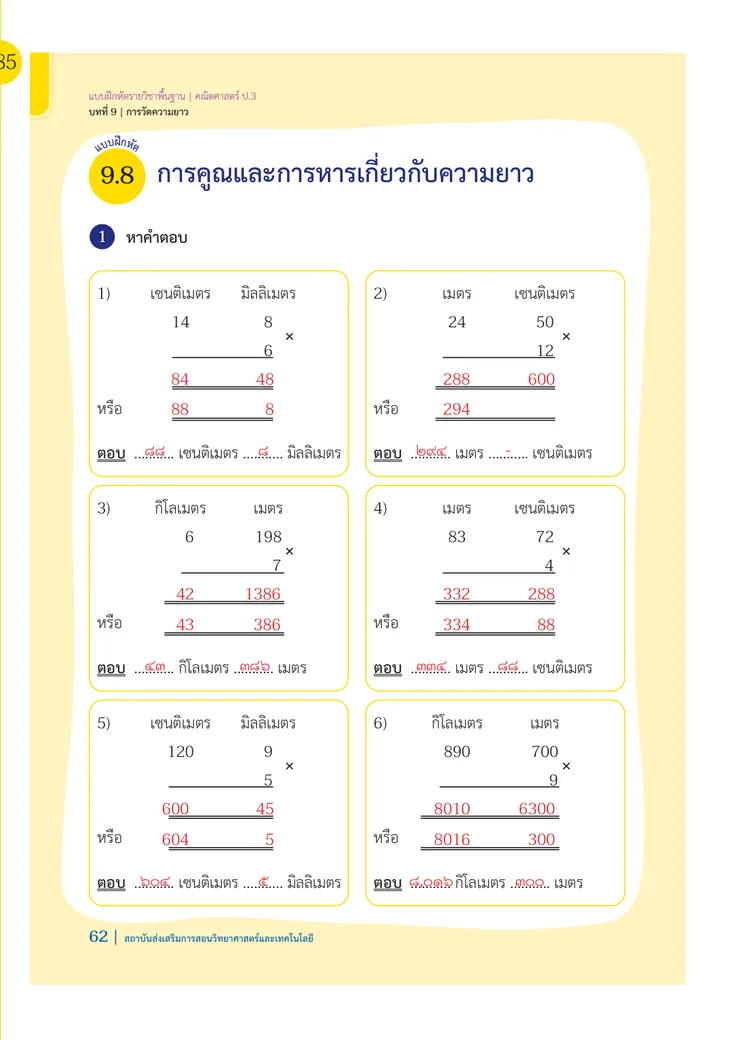 85
แบบฝึกหัดรายวิชาพื้นฐาน | คณิตศาสตร์ ป.3
บทที่ 9 | การวัดความยาว
แบบฝึกหัด
9.8 การคูณและการหารเกี่ยวกับความยาว
1 หาคำตอบ
1) เซนติเมตร มิลลิเมตร
14 8
×
6
84 48
หรือ 88 8
ตอบ ....๘๘.... เซนติเมตร ....๘.... มิลลิเมตร
2) เมตร เซนติเมตร
24 50
×
12
288 600
หรือ 294
ตอบ ....๒๙๔.... เมตร ....-.... เซนติเมตร
3) กิโลเมตร เมตร
6 198
×
7
42 1386
หรือ 43 386
ตอบ ....๔๓.... กิโลเมตร ....๓๘๖.... เมตร
4) เมตร เซนติเมตร
83 72
×
4
332 288
หรือ 334 88
ตอบ ....๓๓๔.... เมตร ....๘๘.... เซนติเมตร
5) เซนติเมตร มิลลิเมตร
120 9
×
5
600 45
หรือ 604 5
ตอบ ....๖๐๔.... เซนติเมตร ....๕.... มิลลิเมตร
6) กิโลเมตร เมตร
890 700
×
9
8010 6300
หรือ 8016 300
ตอบ ๘,๐๑๖ กิโลเมตร ....๓๐๐.... เมตร
62 | สถาบันส่งเสริมการสอนวิทยาศาสตร์และเทคโนโลยี